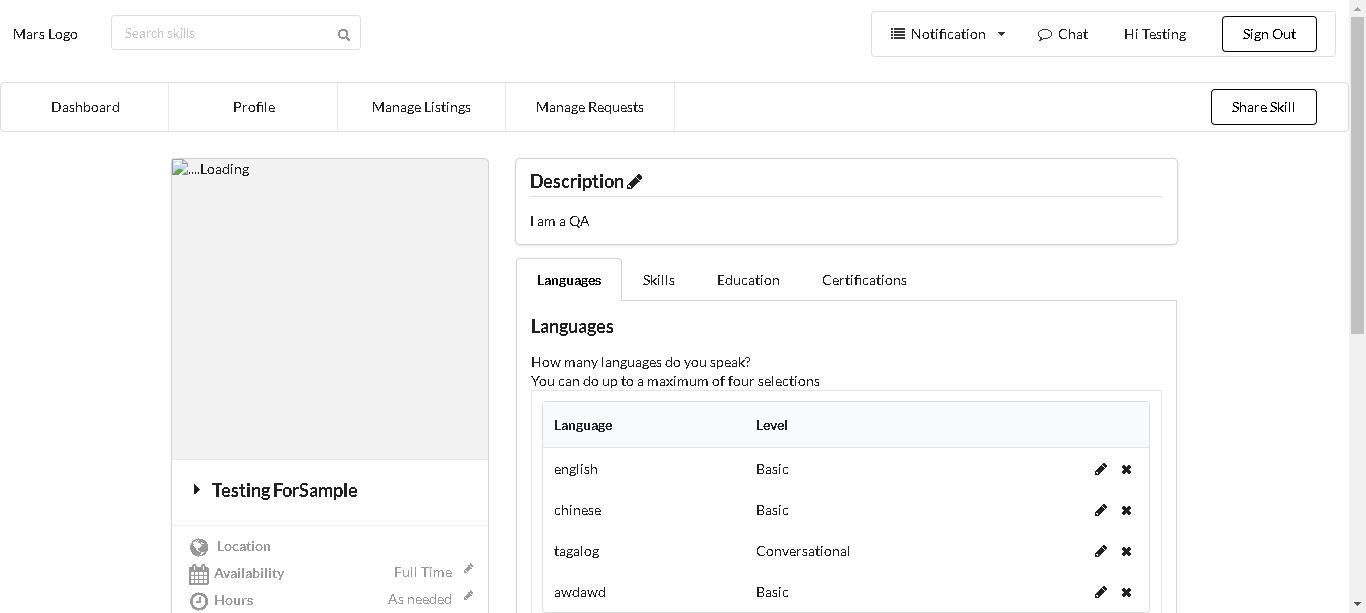 Mars Logo
Search skills
Notification
Chat
Hi Testing
Sign Out
Dashboard
Profile
Manage Listings
Manage Requests
Share Skill
....Loading
Testing ForSample
Location
Availability
Full Time
Hours
As needed
Description
I am a QA
Languages
Skills
Education
Certifications
Languages
How many languages do you speak?
You can do up to a maximum of four selections
Language Level
english Basic
chinese Basic
tagalog Conversational
awdawd Basic